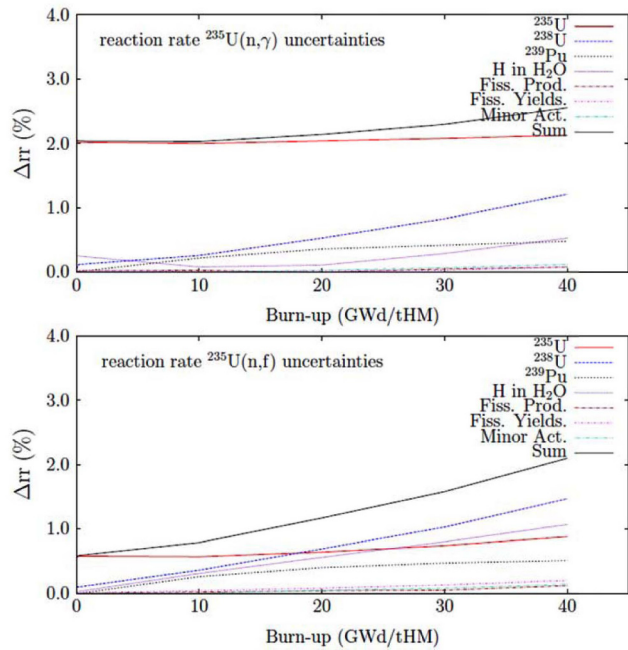 reaction rate ²³⁵U(n,γ) uncertainties
²³⁵U
²³⁸U
²³⁹Pu
H in H₂O
Fiss. Prod.
Fiss. Yields.
Minor Act.
Sum
4.0
3.0
2.0
1.0
0.0
Δrr (%)
0 10 20 30 40
Burn-up (GWd/tHM)
reaction rate ²³⁵U(n,f) uncertainties
²³⁵U
²³⁸U
²³⁹Pu
H in H₂O
Fiss. Prod.
Fiss. Yields.
Minor Act.
Sum
4.0
3.0
2.0
1.0
0.0
Δrr (%)
0 10 20 30 40
Burn-up (GWd/tHM)